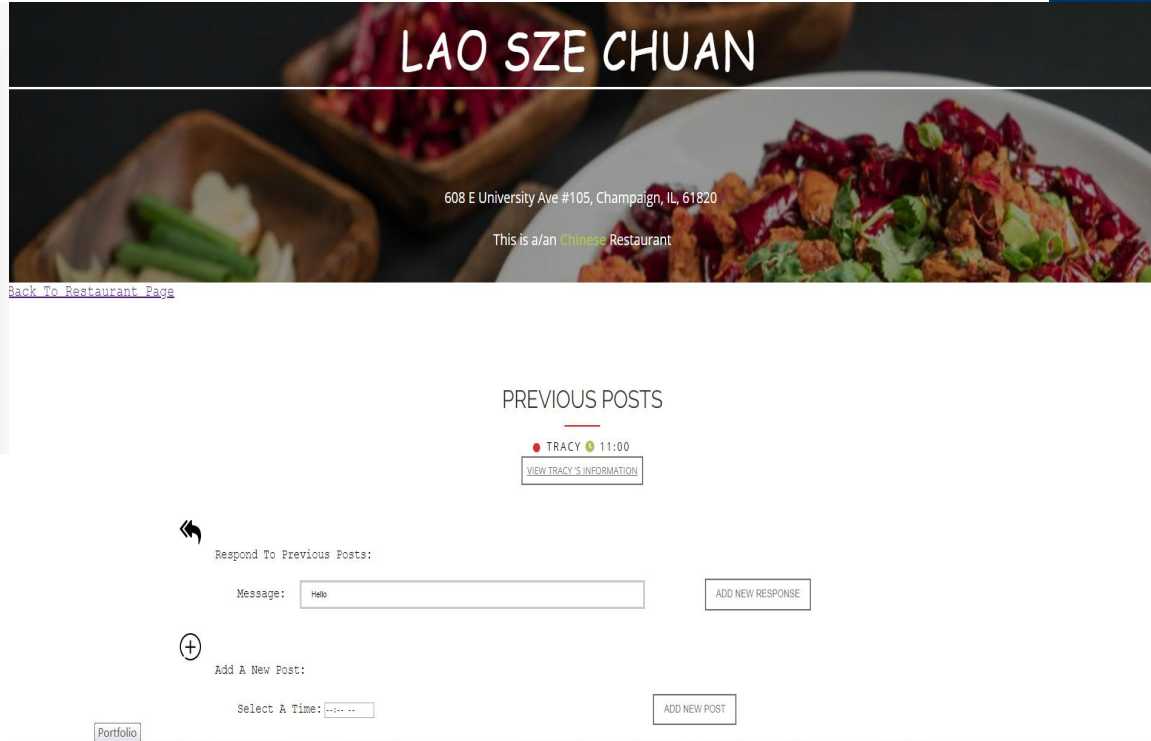 LAO SZE CHUAN
608 E University Ave #105, Champaign, IL, 61820
This is a/an Chinese Restaurant
Back To Restaurant Page
PREVIOUS POSTS
TRACY 11:00
VIEW TRACY 'S INFORMATION
Respond To Previous Posts:
Message: Hello ADD NEW RESPONSE
Add A New Post:
Select A Time: --:-- -- ADD NEW POST
Portfolio